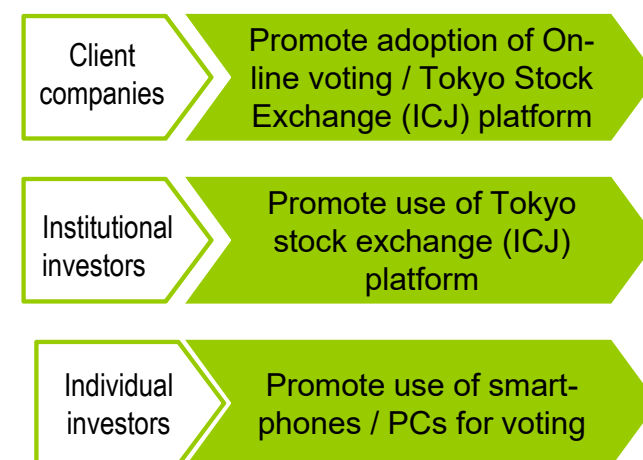 Client
companies
Promote adoption of On-
line voting / Tokyo Stock
Exchange (ICJ) platform
Institutional
investors
Promote use of Tokyo
stock exchange (ICJ)
platform
Individual
investors
Promote use of smart-
phones / PCs for voting